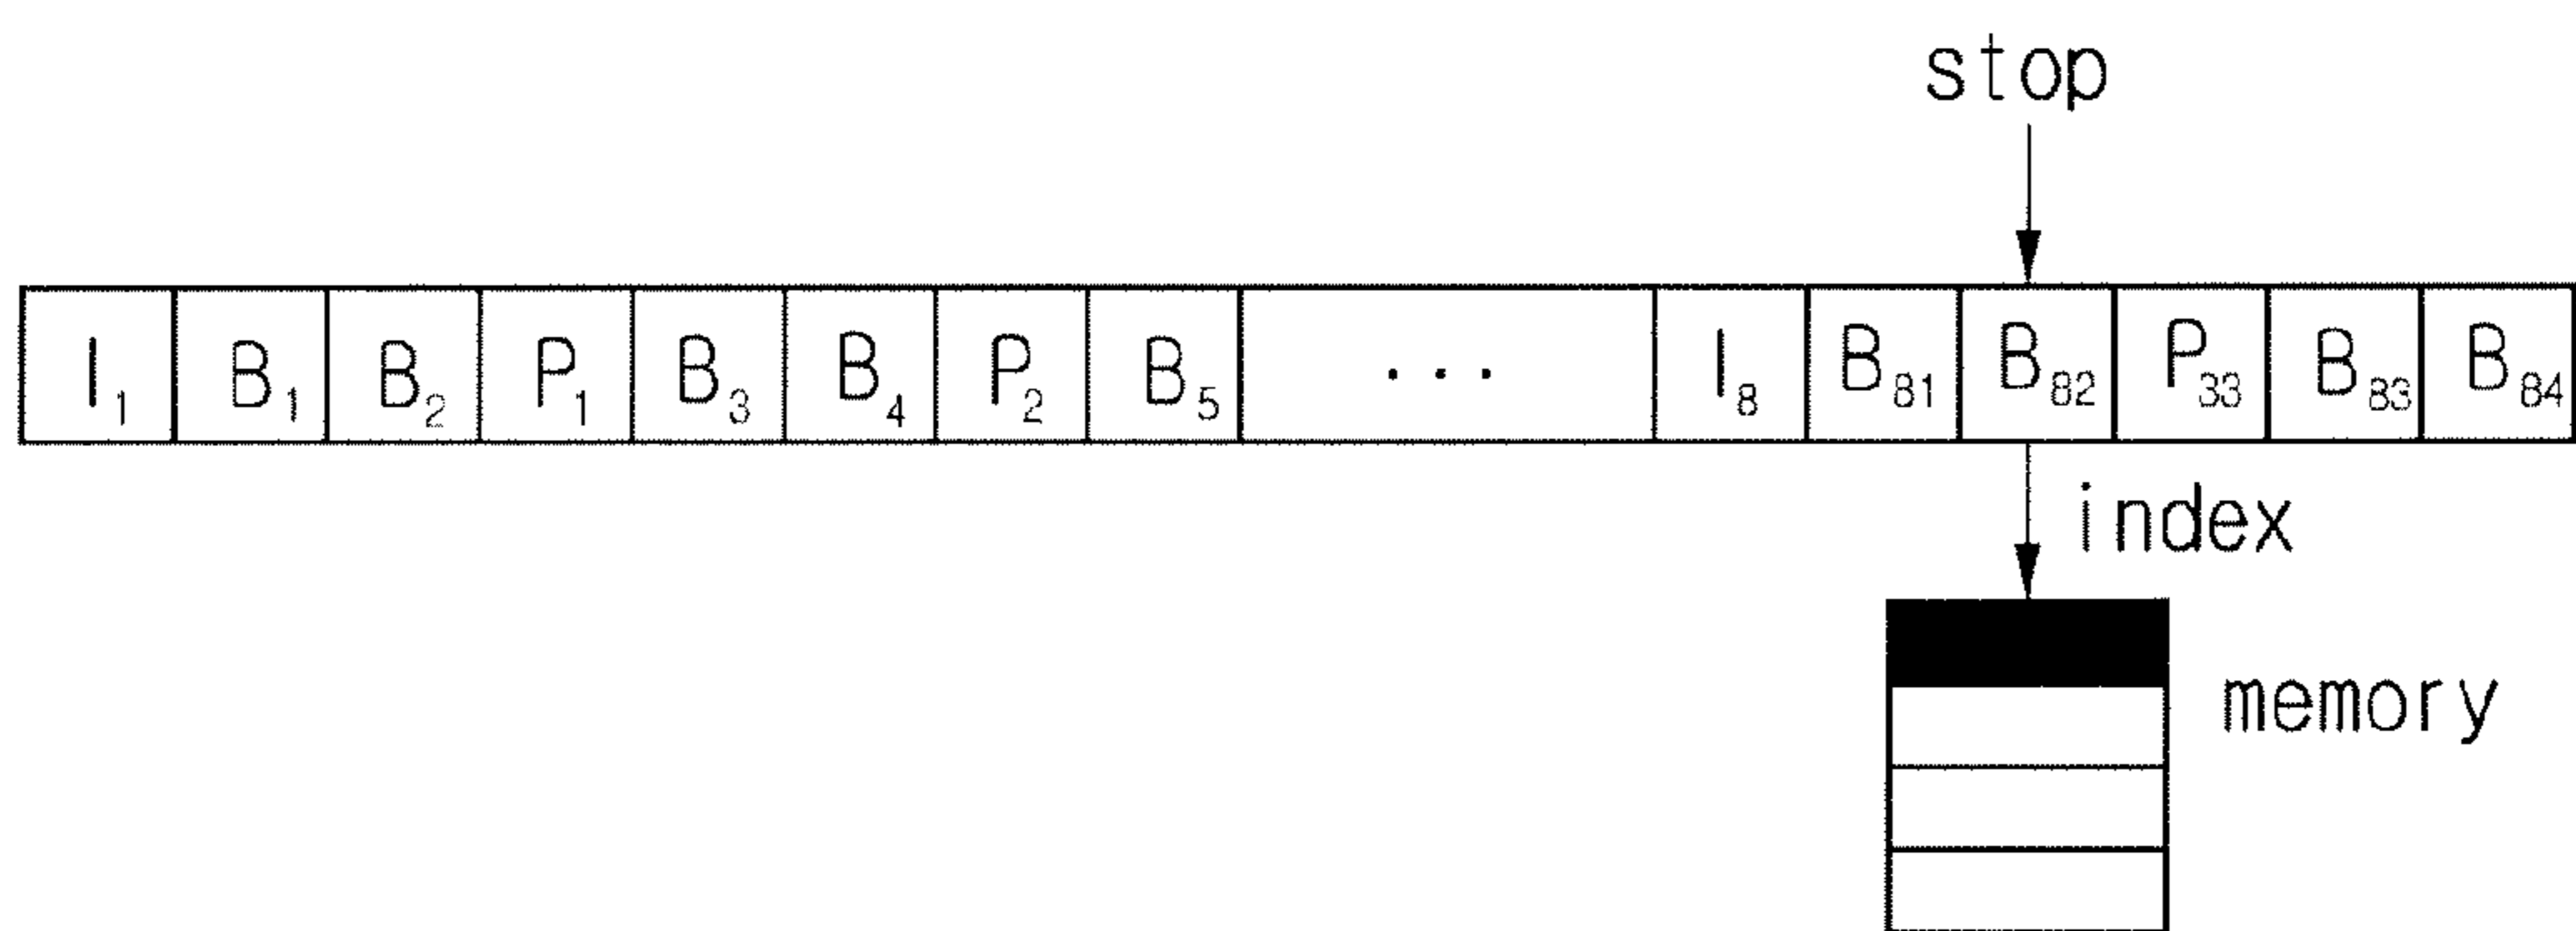 stop
I₁ B₁ B₂ P₁ B₃ B₄ P₂ B₅ ... I₈ B₈₁ B₈₂ P₃₃ B₈₃ B₈₄
index
memory